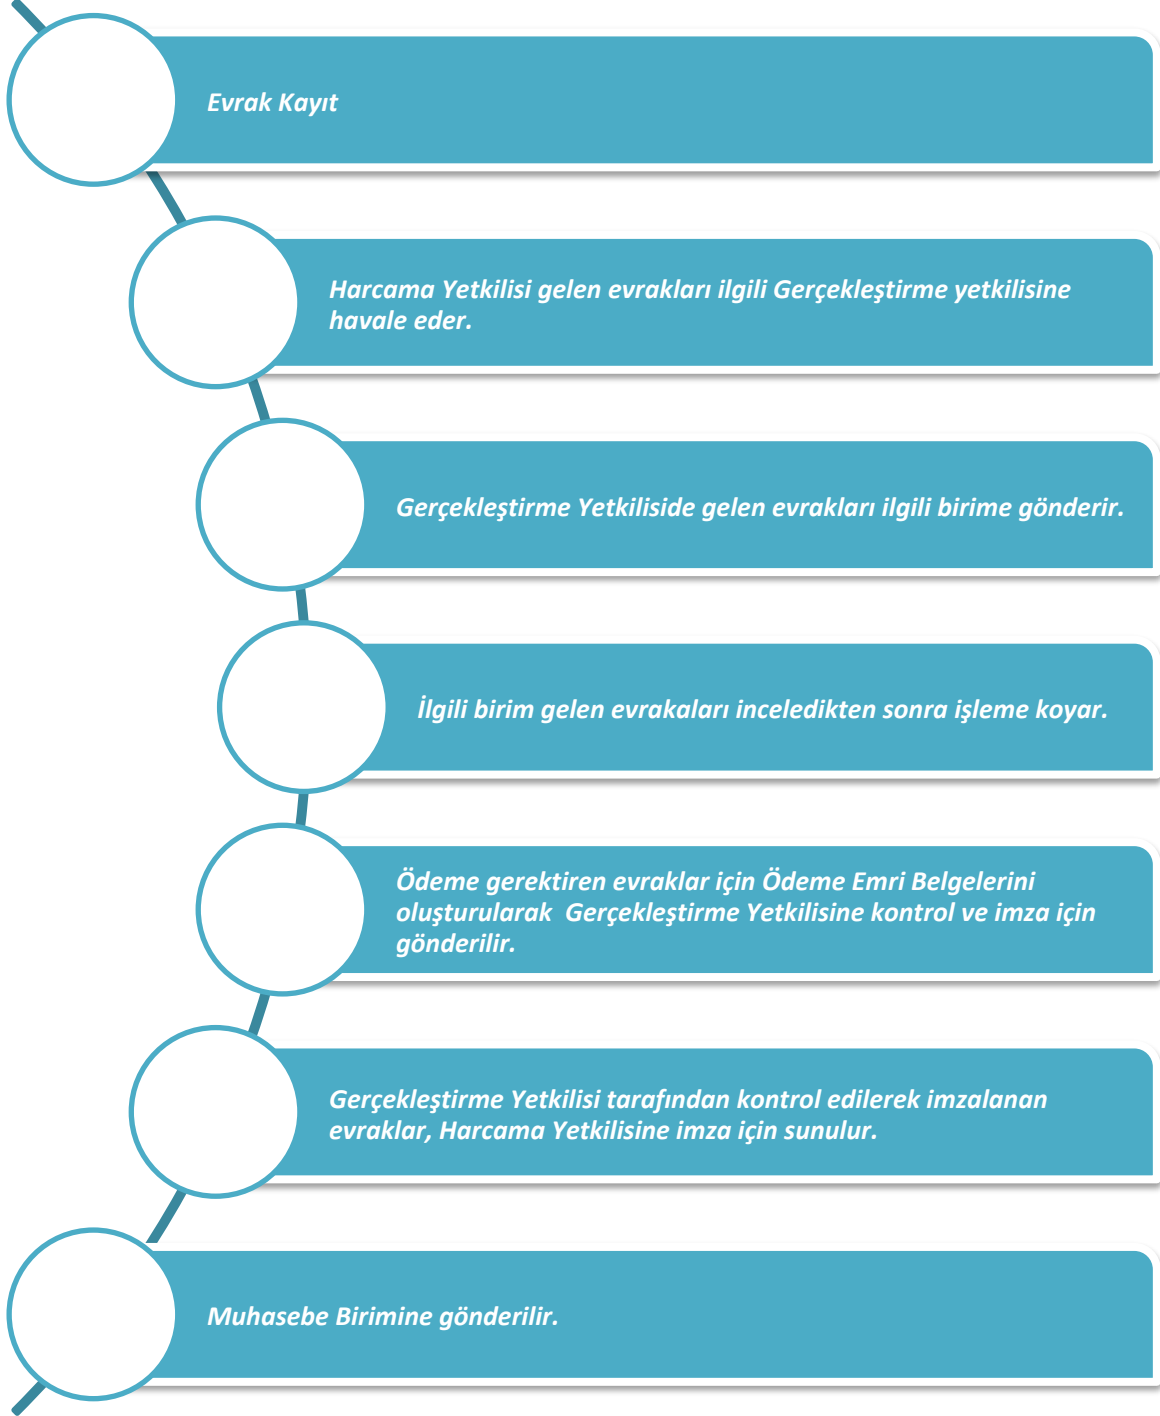 Evrak Kayıt
Harcama Yetkilisi gelen evrakları ilgili Gerçekleştirme yetkilisine
havale eder.
Gerçekleştirme Yetkiliside gelen evrakları ilgili birime gönderir.
İlgili birim gelen evrakaları inceledikten sonra işleme koyar.
Ödeme gerektiren evraklar için Ödeme Emri Belgelerini
oluşturularak  Gerçekleştirme Yetkilisine kontrol ve imza için
gönderilir.
Gerçekleştirme Yetkilisi tarafından kontrol edilerek imzalanan
evraklar, Harcama Yetkilisine imza için sunulur.
Muhasebe Birimine gönderilir.